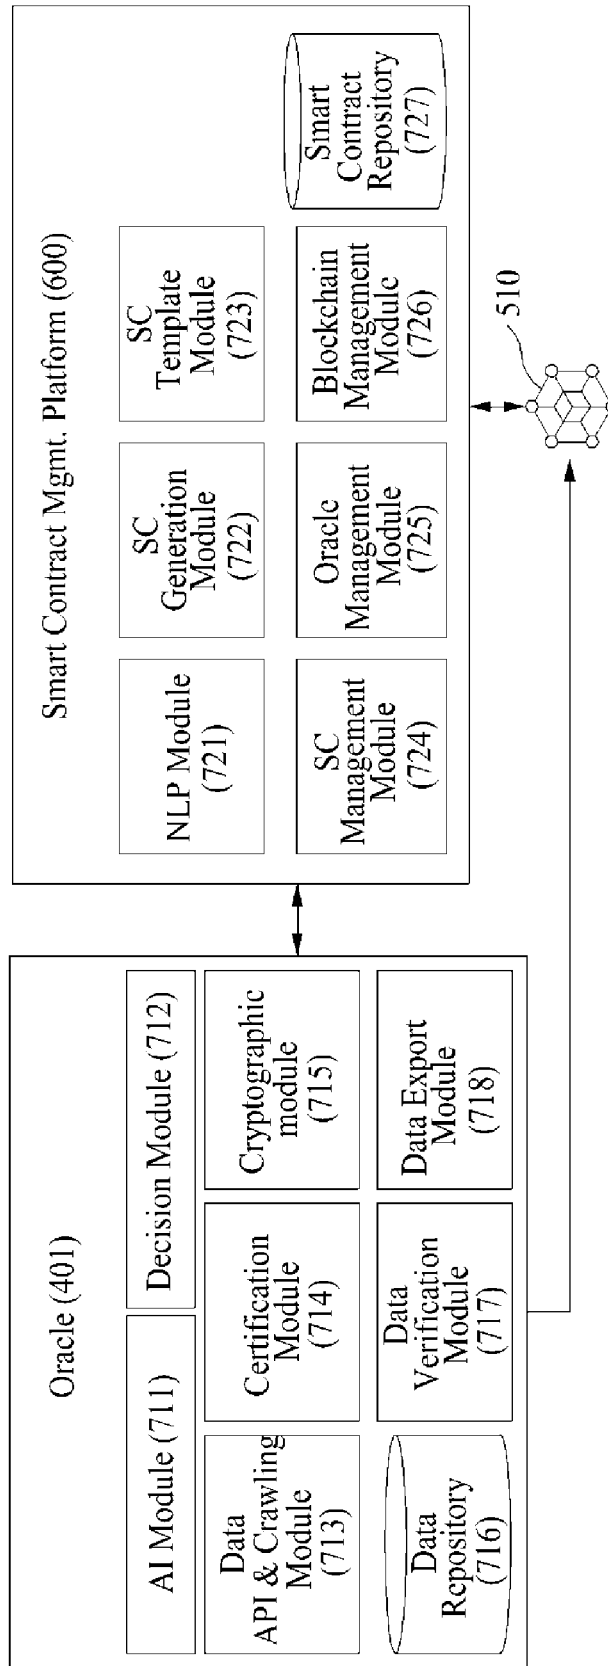 Oracle (401)
AI Module (711)
Decision Module (712)
Data
API & Crawling
Module
(713)
Certification
Module
(714)
Cryptographic
module
(715)
Data
Repository
(716)
Data
Verification
Module
(717)
Data Export
Module
(718)
Smart Contract Mgmt. Platform (600)
NLP Module
(721)
SC
Generation
Module
(722)
SC
Template
Module
(723)
SC
Management
Module
(724)
Oracle
Management
Module
(725)
Blockchain
Management
Module
(726)
Smart
Contract
Repository
(727)
510